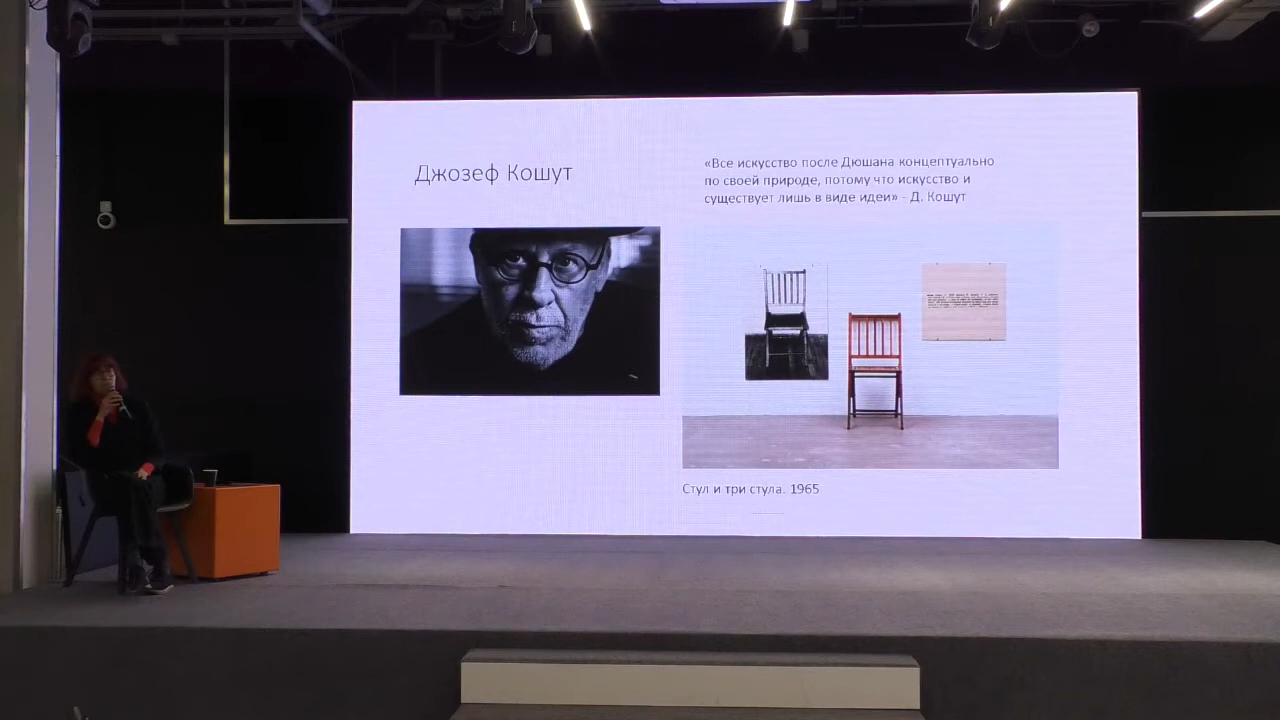 Джозеф Кошут
«Все искусство после Дюшана концептуально
по своей природе, потому что искусство и
существует лишь в виде идеи» - Д. Кошут
Стул и три стула. 1965